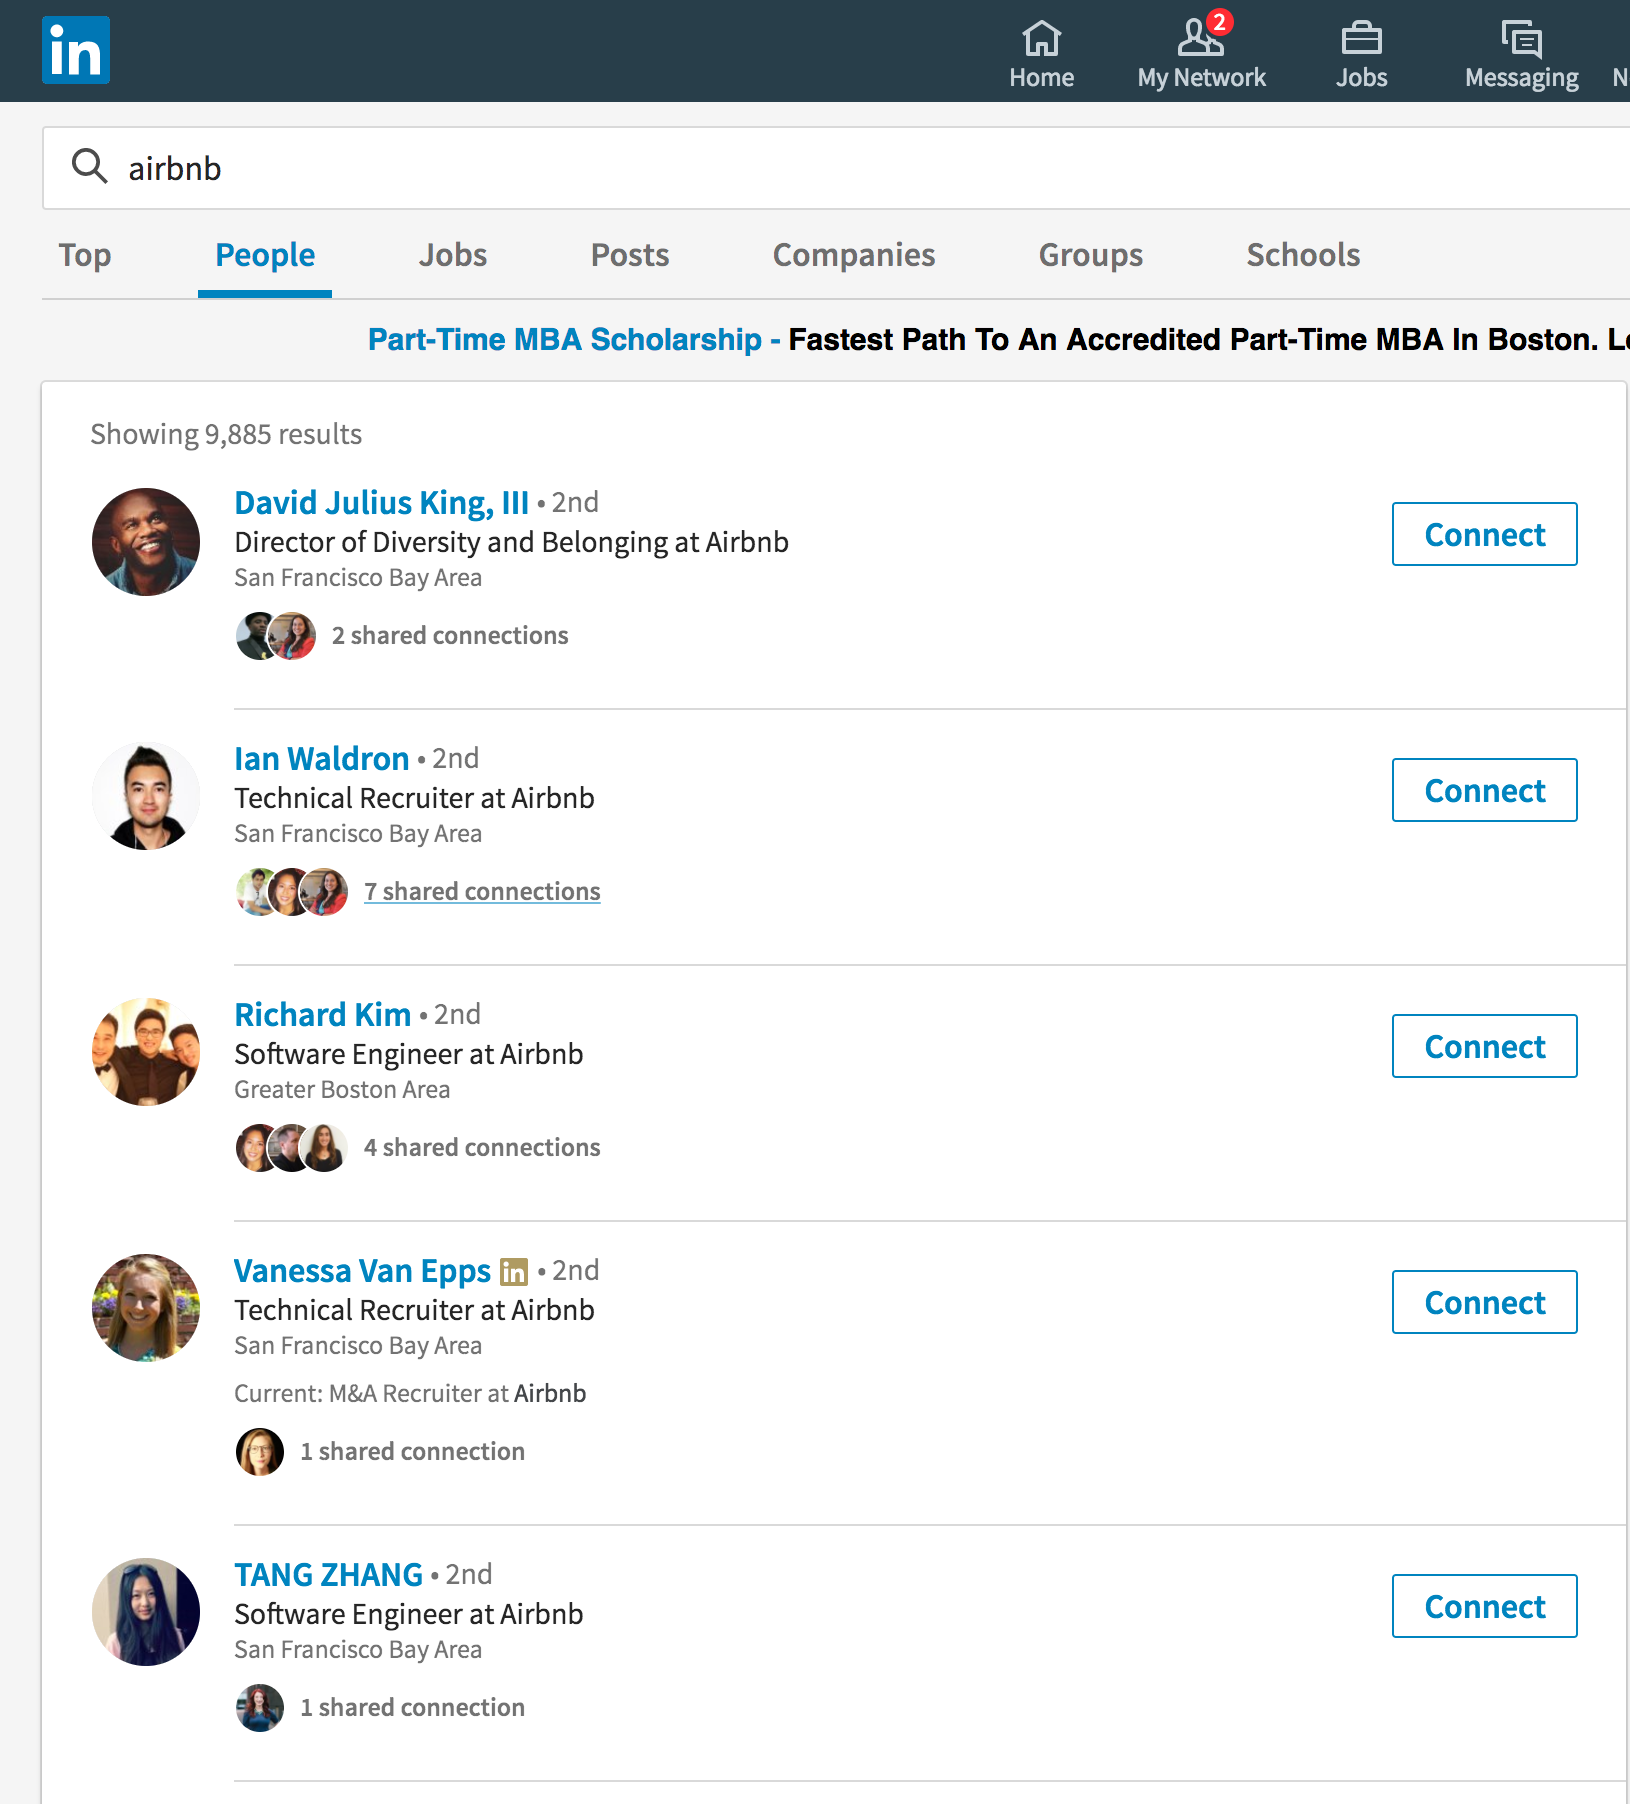 in
2
Home
My Network
Jobs
Messaging
N
airbnb
Top
People
Jobs
Posts
Companies
Groups
Schools
Part-Time MBA Scholarship - Fastest Path To An Accredited Part-Time MBA In Boston. Le
Showing 9,885 results
David Julius King, III • 2nd
Connect
Director of Diversity and Belonging at Airbnb
San Francisco Bay Area
2 shared connections
Ian Waldron • 2nd
Connect
Technical Recruiter at Airbnb
San Francisco Bay Area
7 shared connections
Richard Kim • 2nd
Connect
Software Engineer at Airbnb
Greater Boston Area
4 shared connections
Vanessa Van Epps in • 2nd
Connect
Technical Recruiter at Airbnb
San Francisco Bay Area
Current: M&A Recruiter at Airbnb
1 shared connection
TANG ZHANG • 2nd
Connect
Software Engineer at Airbnb
San Francisco Bay Area
1 shared connection